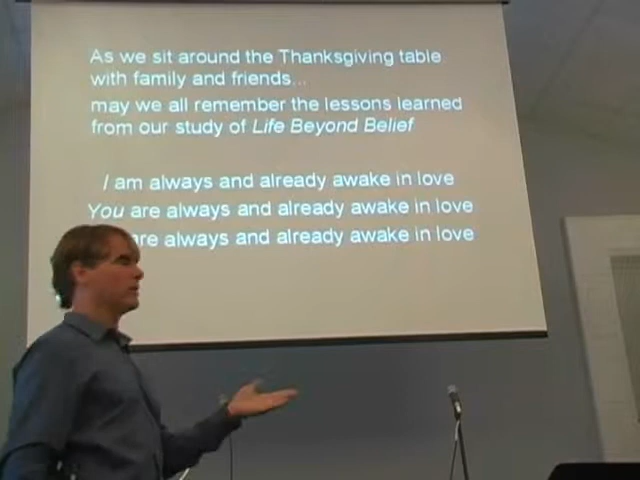 As we sit around the Thanksgiving table
with family and friends...
may we all remember the lessons learned
from our study of Life Beyond Belief
I am always and already awake in love
You are always and already awake in love
are always and already awake in love